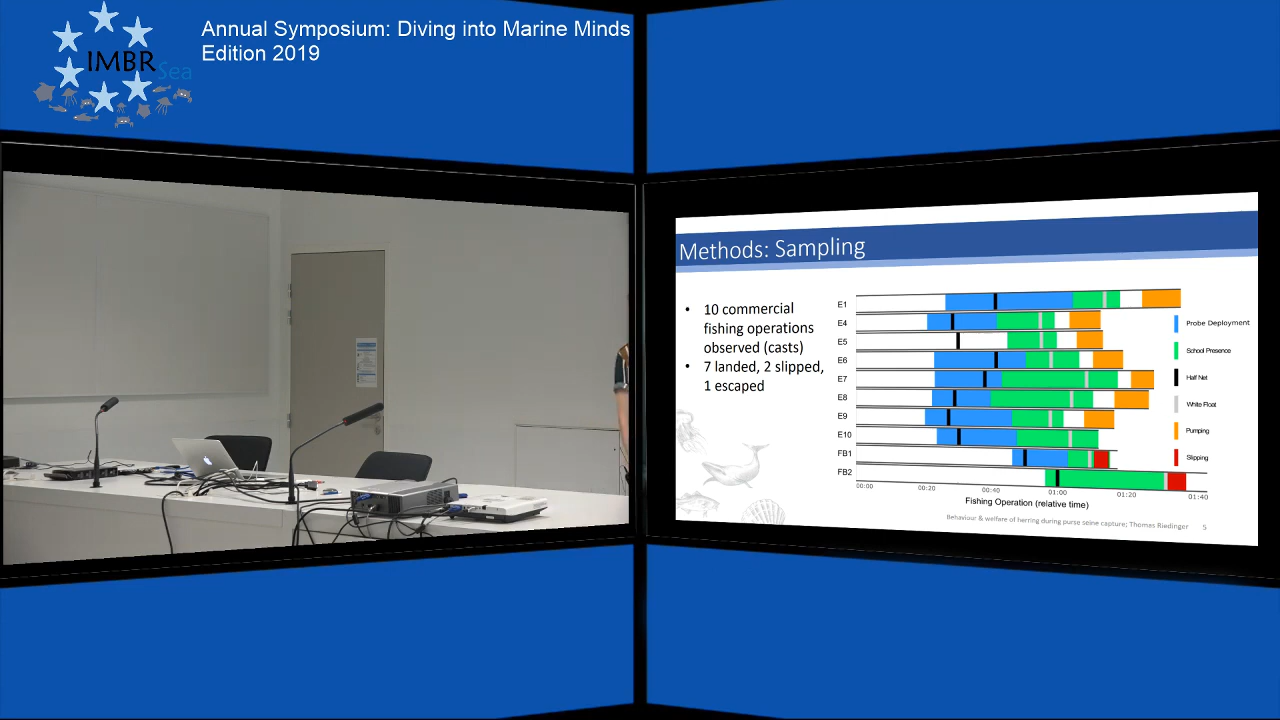 Annual Symposium: Diving into Marine Minds
Edition 2019
IMBRSea
Methods: Sampling
• 10 commercial
fishing operations
observed (casts)
• 7 landed, 2 slipped,
1 escaped
E1
E4
E5
E6
E7
E8
E9
E10
FB1
FB2
00:00
00:20
00:40
01:00
01:20
01:40
Fishing Operation (relative time)
Probe Deployment
School Presence
Half Net
White Float
Pumping
Slipping
Behaviour & welfare of herring during purse seine capture; Thomas Riedinger
5